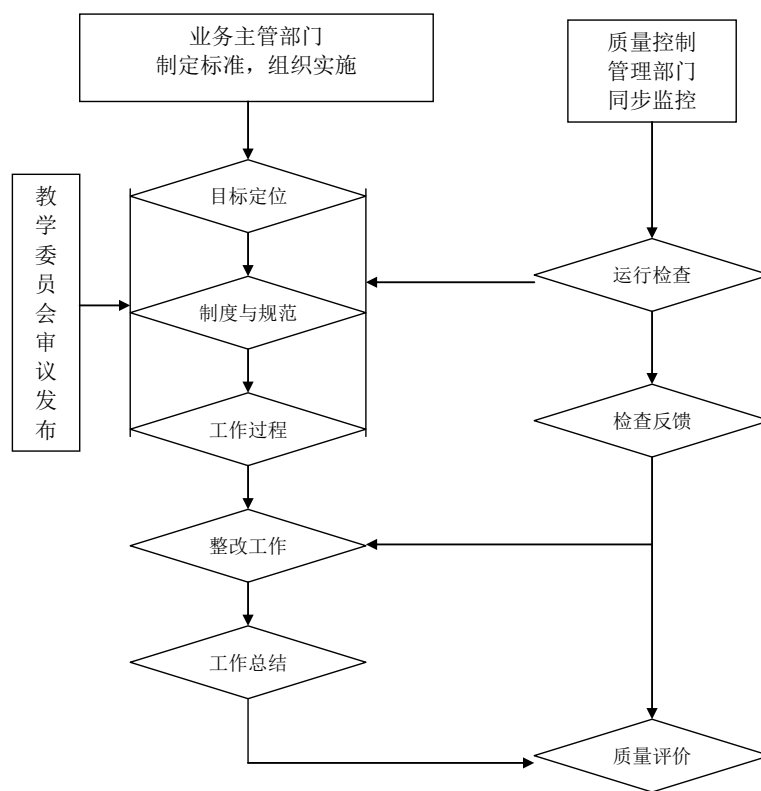 业务主管部门
制定标准，组织实施
质量控制
管理部门
同步监控
教学委员会审议发布
目标定位
运行检查
制度与规范
工作过程
检查反馈
整改工作
工作总结
质量评价